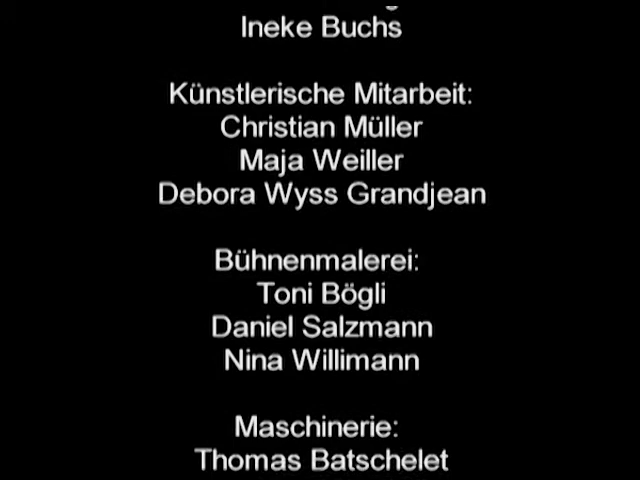 Ineke Buchs
Künstlerische Mitarbeit:
Christian Müller
Maja Weiller
Debora Wyss Grandjean
Bühnenmalerei:
Toni Bögli
Daniel Salzmann
Nina Willimann
Maschinerie:
Thomas Batschelet